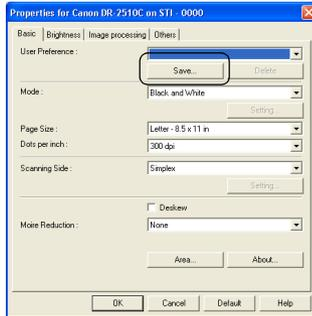 Properties for Canon DR-2510C on STI - 0000
Basic Brightness Image processing Others
User Preference :
Save... Delete
Mode : Black and White
Setting...
Page Size : Letter - 8.5 x 11 in
Dots per inch : 300 dpi
Scanning Side : Simplex
Setting...
Deskew
Moire Reduction : None
Area... About...
OK Cancel Default Help